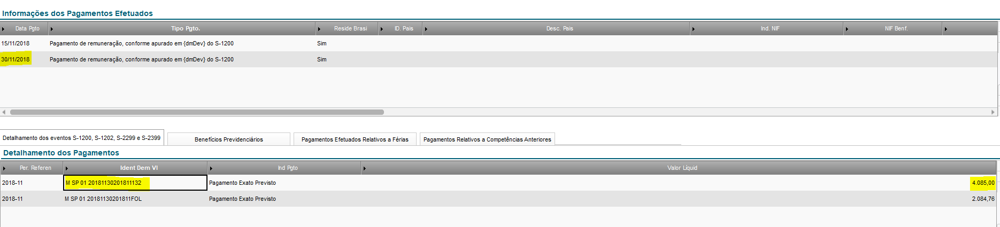 Informações dos Pagamentos Efetuados
Data Pgto Tipo Pgto. Reside Brasi ID. Pais Desc. Pais Ind. NIF NIF Benf.
15/11/2018 Pagamento de remuneração, conforme apurado em {dmDev} do S-1200 Sim
30/11/2018 Pagamento de remuneração, conforme apurado em {dmDev} do S-1200 Sim
Detalhamento dos eventos S-1200, S-1202, S-2299 e S-2399 Benefícios Previdenciários Pagamentos Efetuados Relativos a Férias Pagamentos Relativos a Competências Anteriores
Detalhamento dos Pagamentos
Per. Referen Ident Dem Vl Ind Pgto Valor Líquid
2018-11 M SP 01 20181130201811132 Pagamento Exato Previsto 4.085,00
2018-11 M SP 01 20181130201811FOL Pagamento Exato Previsto 2.084,76